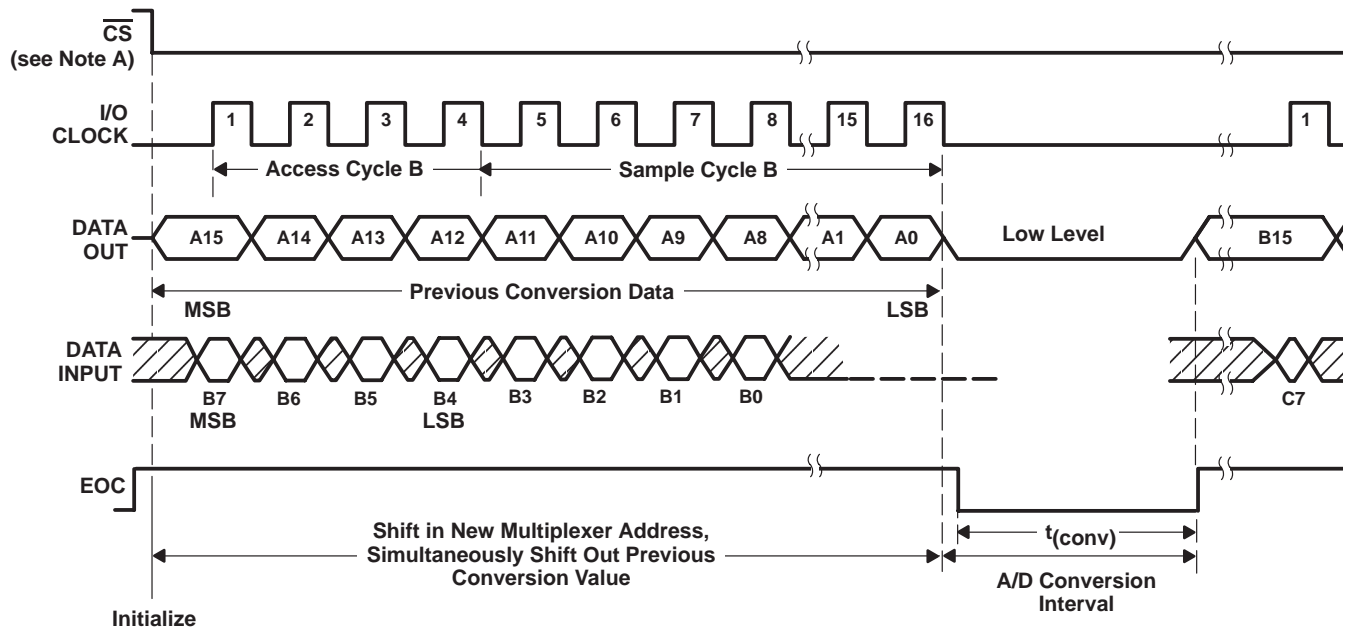 CS
(see Note A)
I/O
CLOCK
1 2 3 4 5 6 7 8 15 16 1
Access Cycle B Sample Cycle B
DATA
OUT
A15 A14 A13 A12 A11 A10 A9 A8 A1 A0 Low Level B15
Previous Conversion Data
MSB LSB
DATA
INPUT
B7 B6 B5 B4 B3 B2 B1 B0 C7
MSB LSB
EOC
Shift in New Multiplexer Address,
Simultaneously Shift Out Previous
Conversion Value
t(conv)
A/D Conversion
Interval
Initialize